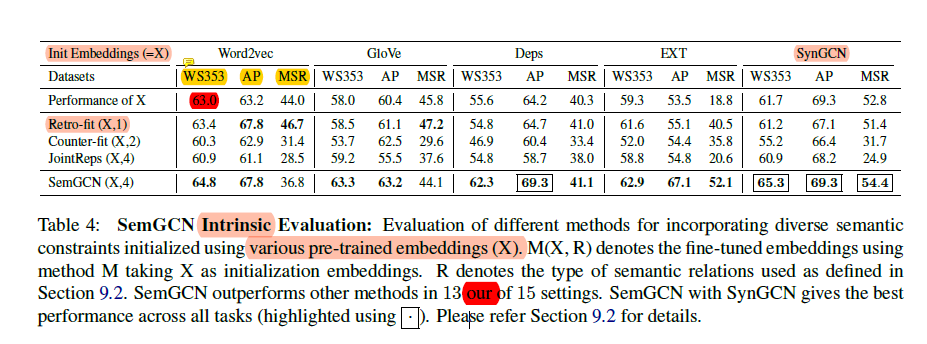 Init Embeddings (=X) Word2vec GloVe Deps EXT SynGCN
Datasets WS353 AP MSR WS353 AP MSR WS353 AP MSR WS353 AP MSR WS353 AP MSR
Performance of X 63.0 63.2 44.0 58.0 60.4 45.8 55.6 64.2 40.3 59.3 53.5 18.8 61.7 69.3 52.8
Retro-fit (X,1) 63.4 67.8 46.7 58.5 61.1 47.2 54.8 64.7 41.0 61.6 55.1 40.5 61.2 67.1 51.4
Counter-fit (X,2) 60.3 62.9 31.4 53.7 62.5 29.6 46.9 60.4 33.4 52.0 54.4 35.8 55.2 66.4 31.7
JointReps (X,4) 60.9 61.1 28.5 59.2 55.5 37.6 54.8 58.7 38.0 58.8 54.8 20.6 60.9 68.2 24.9
SemGCN (X,4) 64.8 67.8 36.8 63.3 63.2 44.1 62.3 69.3 41.1 62.9 67.1 52.1 65.3 69.3 54.4
Table 4: SemGCN Intrinsic Evaluation: Evaluation of different methods for incorporating diverse semantic
constraints initialized using various pre-trained embeddings (X). M(X, R) denotes the fine-tuned embeddings using
method M taking X as initialization embeddings. R denotes the type of semantic relations used as defined in
Section 9.2. SemGCN outperforms other methods in 13 our of 15 settings. SemGCN with SynGCN gives the best
performance across all tasks (highlighted using · ). Please refer Section 9.2 for details.